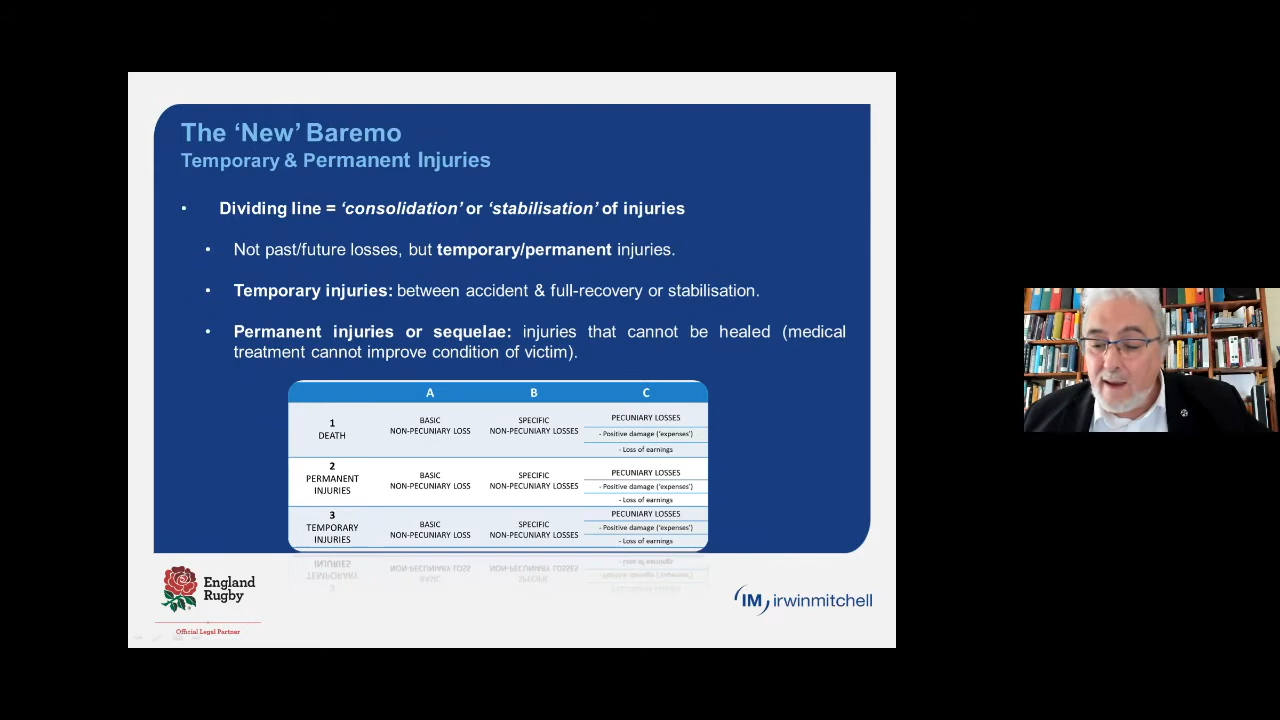 The ‘New’ Baremo
Temporary & Permanent Injuries
• Dividing line = ‘consolidation’ or ‘stabilisation’ of injuries
• Not past/future losses, but temporary/permanent injuries.
• Temporary injuries: between accident & full-recovery or stabilisation.
• Permanent injuries or sequelae: injuries that cannot be healed (medical
treatment cannot improve condition of victim).
A B C
1
DEATH
BASIC
NON-PECUNIARY LOSS
SPECIFIC
NON-PECUNIARY LOSSES
PECUNIARY LOSSES
- Positive damage (‘expenses’)
- Loss of earnings
2
PERMANENT
INJURIES
BASIC
NON-PECUNIARY LOSS
SPECIFIC
NON-PECUNIARY LOSSES
PECUNIARY LOSSES
- Positive damage (‘expenses’)
- Loss of earnings
3
TEMPORARY
INJURIES
BASIC
NON-PECUNIARY LOSS
SPECIFIC
NON-PECUNIARY LOSSES
PECUNIARY LOSSES
- Positive damage (‘expenses’)
- Loss of earnings
England
Rugby
Official Legal Partner
IM irwinmitchell